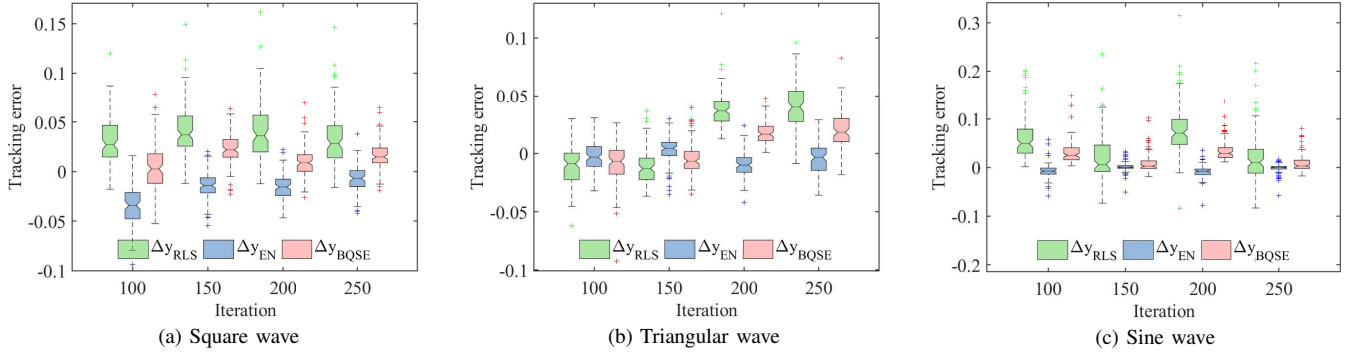 0.15
0.1
0.05
0
-0.05
-0.1
Tracking error
Δy_RLS Δy_EN Δy_BQSE
100 150 200 250
Iteration
(a) Square wave
0.1
0.05
0
-0.05
-0.1
Tracking error
Δy_RLS Δy_EN Δy_BQSE
100 150 200 250
Iteration
(b) Triangular wave
0.3
0.2
0.1
0
-0.1
-0.2
Tracking error
Δy_RLS Δy_EN Δy_BQSE
100 150 200 250
Iteration
(c) Sine wave